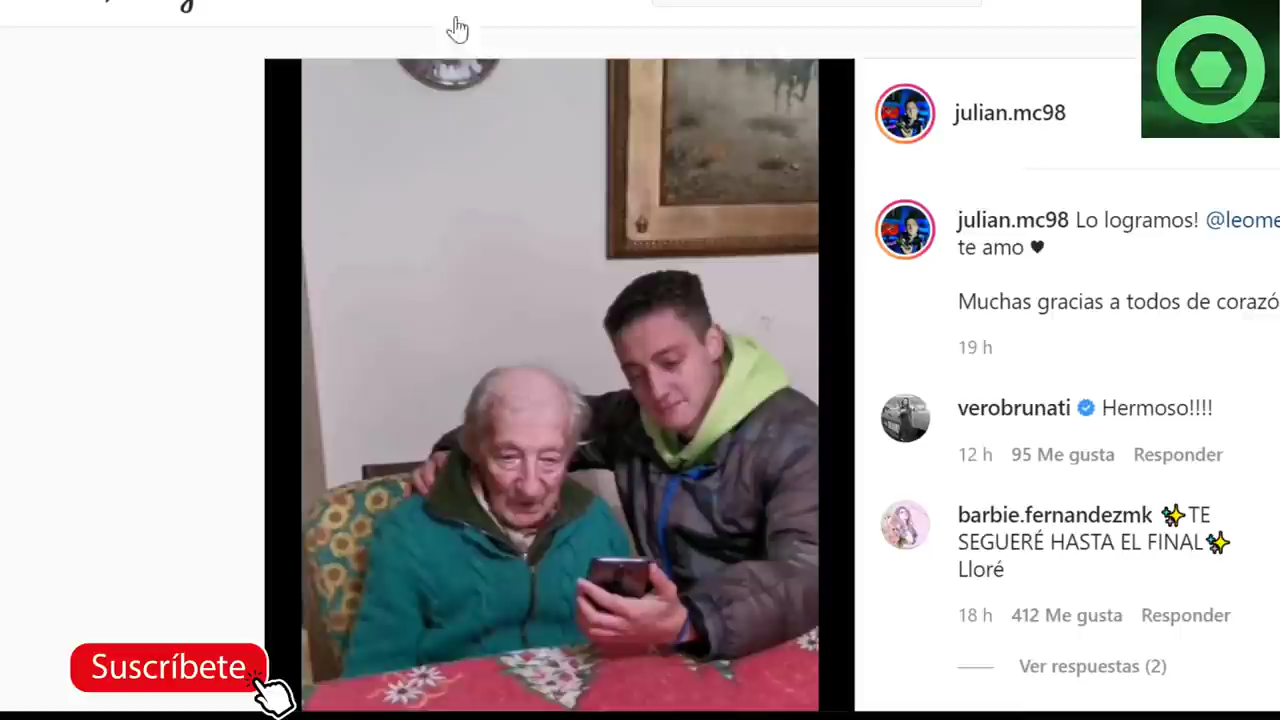 julian.mc98
julian.mc98 Lo logramos! @leome
te amo ♥
Muchas gracias a todos de corazó
19 h
verobrunati Hermoso!!!!
12 h 95 Me gusta Responder
barbie.fernandezmk ✨TE
SEGUERÉ HASTA EL FINAL✨
Lloré
18 h 412 Me gusta Responder
Ver respuestas (2)
Suscríbete